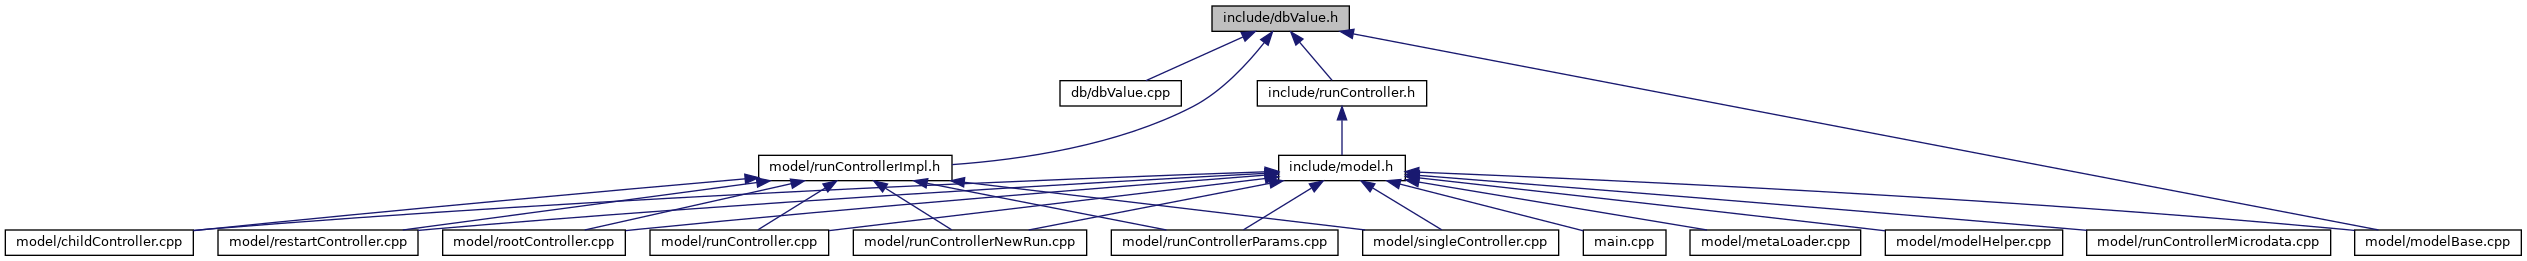 include/dbValue.h
db/dbValue.cpp
include/runController.h
model/runControllerImpl.h
include/model.h
model/childController.cpp
model/restartController.cpp
model/rootController.cpp
model/runController.cpp
model/runControllerNewRun.cpp
model/runControllerParams.cpp
model/singleController.cpp
main.cpp
model/metaLoader.cpp
model/modelHelper.cpp
model/runControllerMicrodata.cpp
model/modelBase.cpp